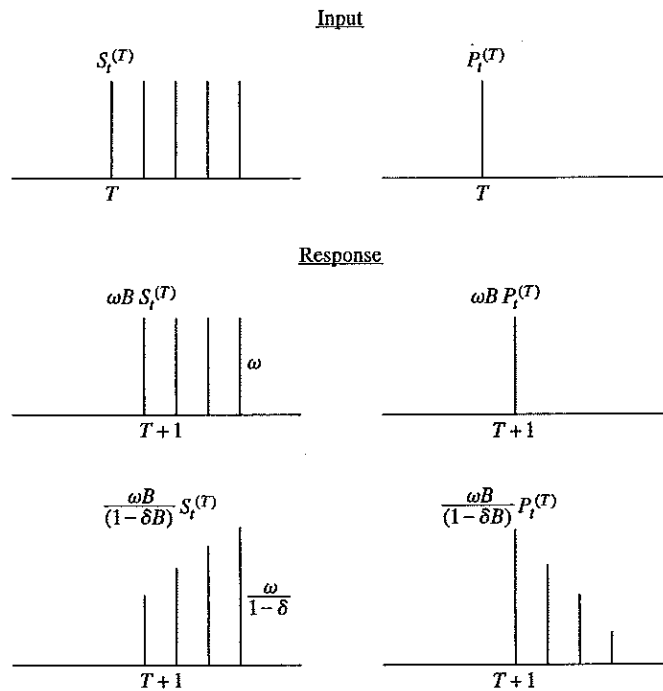 Input
S_t^(T)
P_t^(T)
T
T
Response
ωB S_t^(T)
ωB P_t^(T)
ω
T + 1
T + 1
ωB/(1 − δB) S_t^(T)
ωB/(1 − δB) P_t^(T)
ω/(1 − δ)
T + 1
T + 1